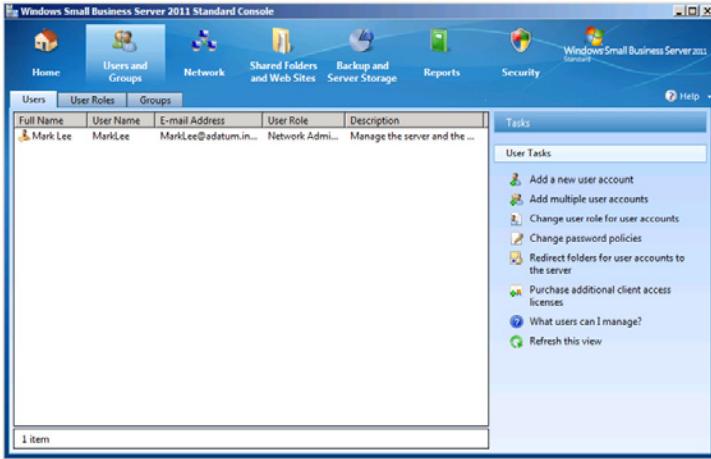 Windows Small Business Server 2011 Standard Console
Home
Users and Groups
Network
Shared Folders and Web Sites
Backup and Server Storage
Reports
Security
Windows Small Business Server 2011
Standard
Users
User Roles
Groups
Help
Full Name User Name E-mail Address User Role Description
Mark Lee MarkLee MarkLee@adatum.in... Network Admi... Manage the server and the ...
1 item
Tasks
User Tasks
Add a new user account
Add multiple user accounts
Change user role for user accounts
Change password policies
Redirect folders for user accounts to
the server
Purchase additional client access
licenses
What users can I manage?
Refresh this view